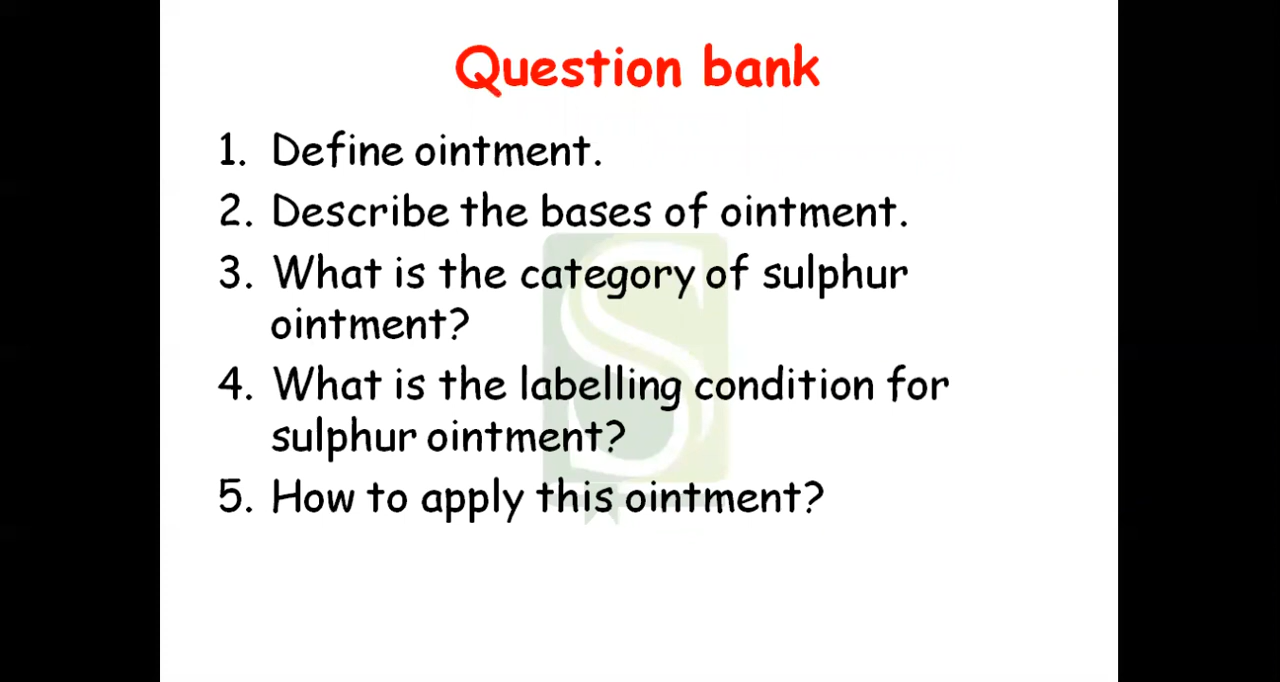 Question bank
1. Define ointment.
2. Describe the bases of ointment.
3. What is the category of sulphur
ointment?
4. What is the labelling condition for
sulphur ointment?
5. How to apply this ointment?